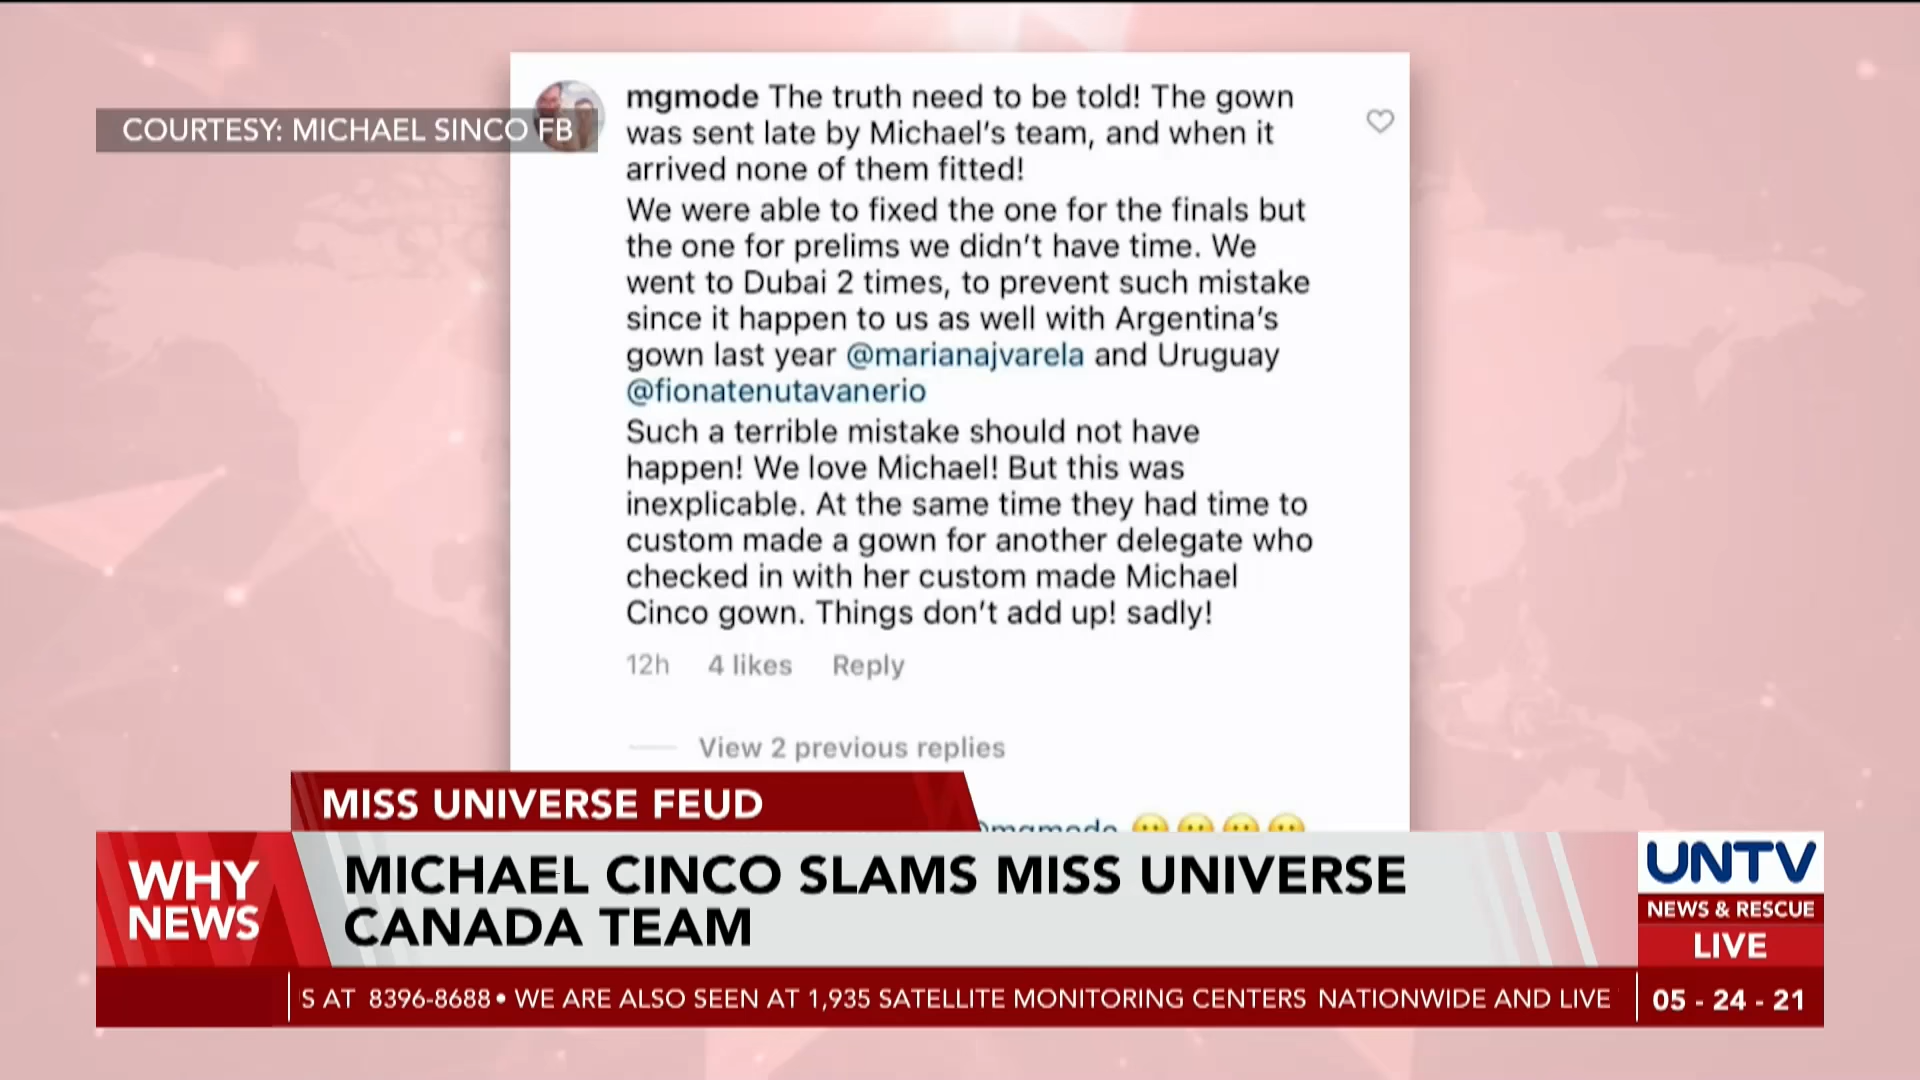 COURTESY: MICHAEL SINCO FB
mgmode The truth need to be told! The gown
was sent late by Michael's team, and when it
arrived none of them fitted!
We were able to fixed the one for the finals but
the one for prelims we didn't have time. We
went to Dubai 2 times, to prevent such mistake
since it happen to us as well with Argentina's
gown last year @marianajvarela and Uruguay
@fionatenutavanerio
Such a terrible mistake should not have
happen! We love Michael! But this was
inexplicable. At the same time they had time to
custom made a gown for another delegate who
checked in with her custom made Michael
Cinco gown. Things don't add up! sadly!
12h 4 likes Reply
View 2 previous replies
MISS UNIVERSE FEUD
WHY
NEWS
MICHAEL CINCO SLAMS MISS UNIVERSE
CANADA TEAM
UNTV
NEWS & RESCUE
LIVE
S AT 8396-8688 • WE ARE ALSO SEEN AT 1,935 SATELLITE MONITORING CENTERS NATIONWIDE AND LIVE
05 - 24 - 21